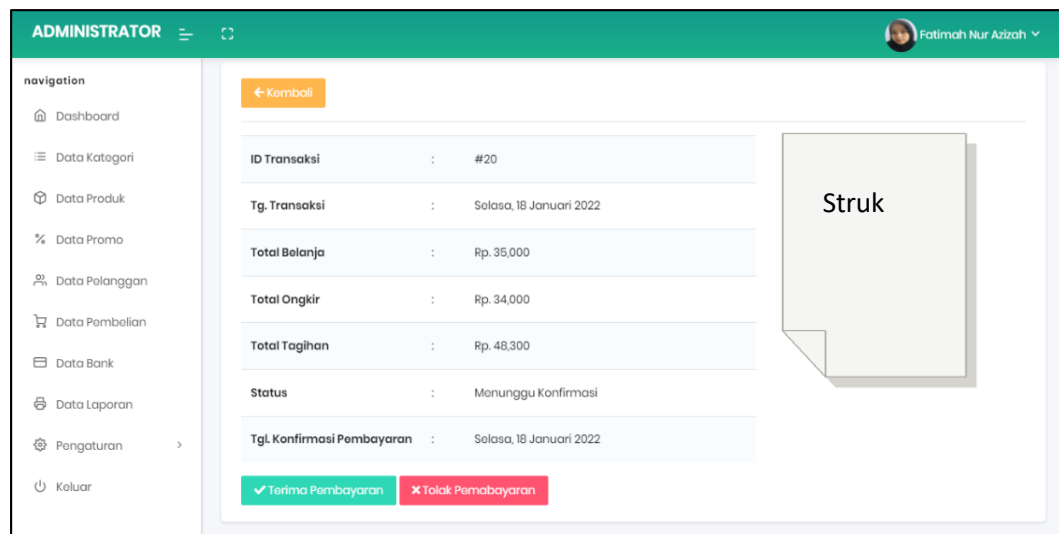 ADMINISTRATOR
Fatimah Nur Azizah
navigation
Dashboard
Data Kategori
Data Produk
Data Promo
Data Pelanggan
Data Pembelian
Data Bank
Data Laporan
Pengaturan
Keluar
Kembali
ID Transaksi : #20
Tg. Transaksi : Selasa, 18 Januari 2022
Total Belanja : Rp. 35,000
Total Ongkir : Rp. 34,000
Total Tagihan : Rp. 48,300
Status : Menunggu Konfirmasi
Tgl. Konfirmasi Pembayaran : Selasa, 18 Januari 2022
Terima Pembayaran
Tolak Pemabayaran
Struk